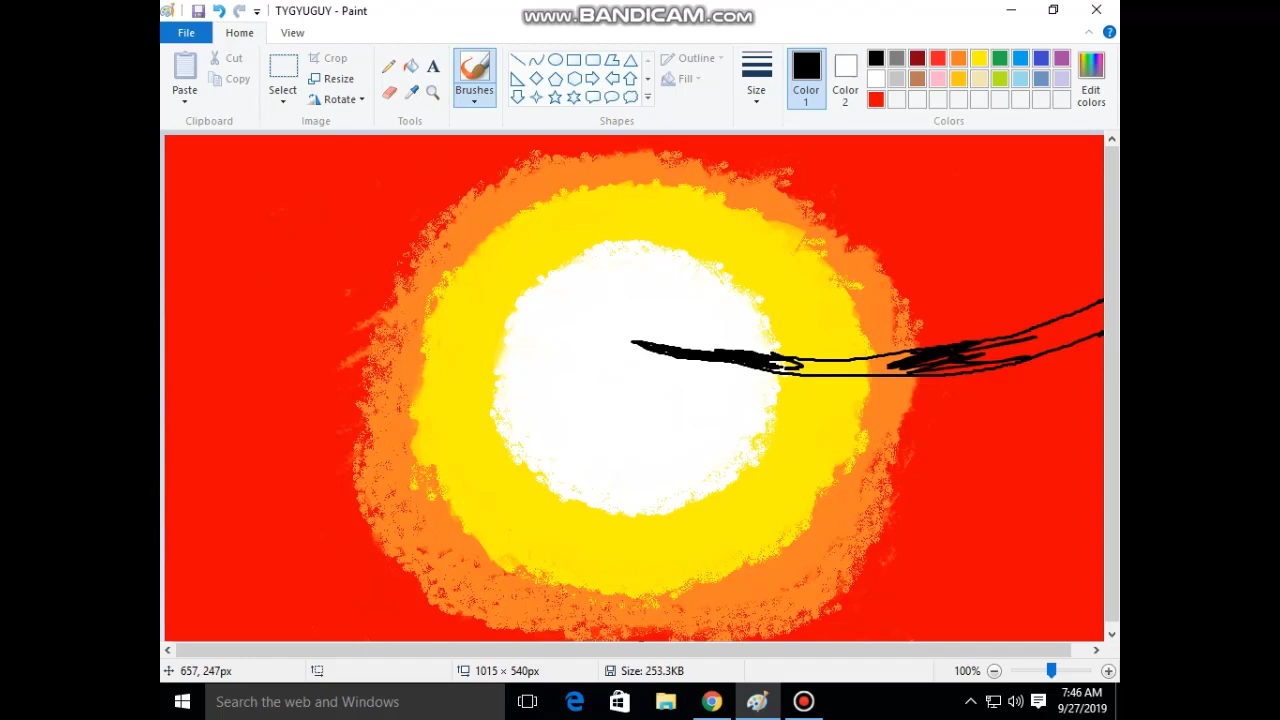 TYGYUGUY - Paint
www.BANDICAM.com
File
Home
View
Paste
Cut
Copy
Clipboard
Select
Crop
Resize
Rotate
Image
A
Tools
Brushes
Outline
Fill
Shapes
Size
Color 1
Color 2
Edit colors
Colors
657, 247px
1015 × 540px
Size: 253.3KB
100%
Search the web and Windows
7:46 AM
9/27/2019